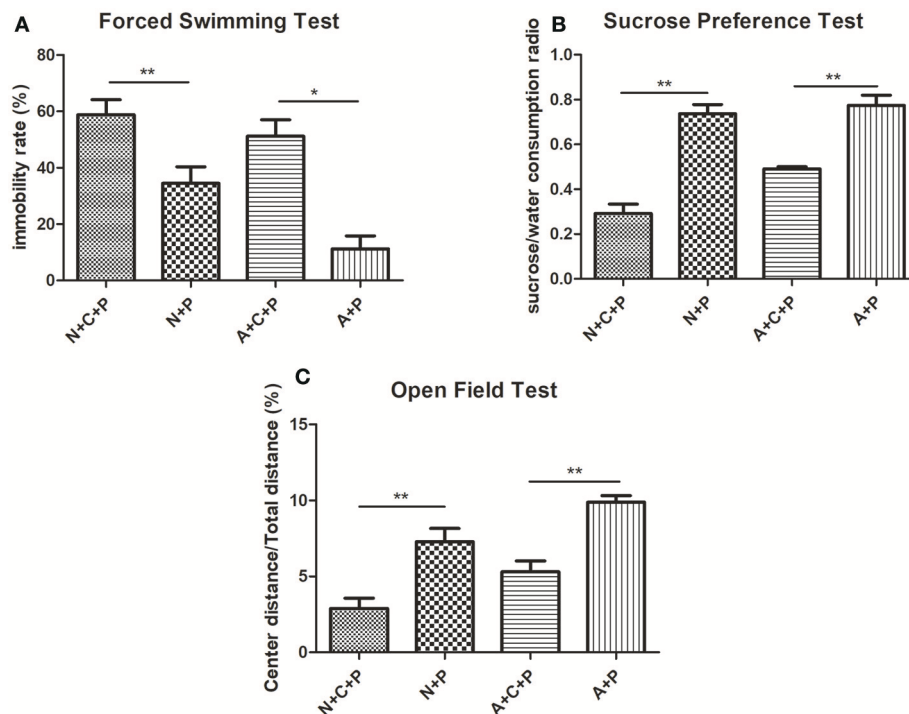 A
Forced Swimming Test
immobility rate (%)
80
60
40
20
0
**
*
N+C+P
N+P
A+C+P
A+P
B
Sucrose Preference Test
sucrose/water consumption radio
1.0
0.8
0.6
0.4
0.2
0.0
**
**
N+C+P
N+P
A+C+P
A+P
C
Open Field Test
Center distance/Total distance (%)
15
10
5
0
**
**
N+C+P
N+P
A+C+P
A+P